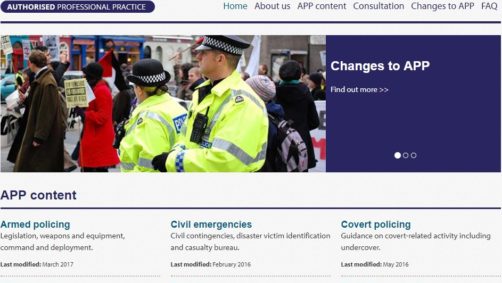 AUTHORISED PROFESSIONAL PRACTICE
Home About us APP content Consultation Changes to APP FAQ
Changes to APP
Find out more >>
APP content
Armed policing
Legislation, weapons and equipment,
command and deployment.
Last modified: March 2017
Civil emergencies
Civil contingencies, disaster victim identification
and casualty bureau.
Last modified: February 2016
Covert policing
Guidance on covert-related activity including
undercover.
Last modified: May 2016